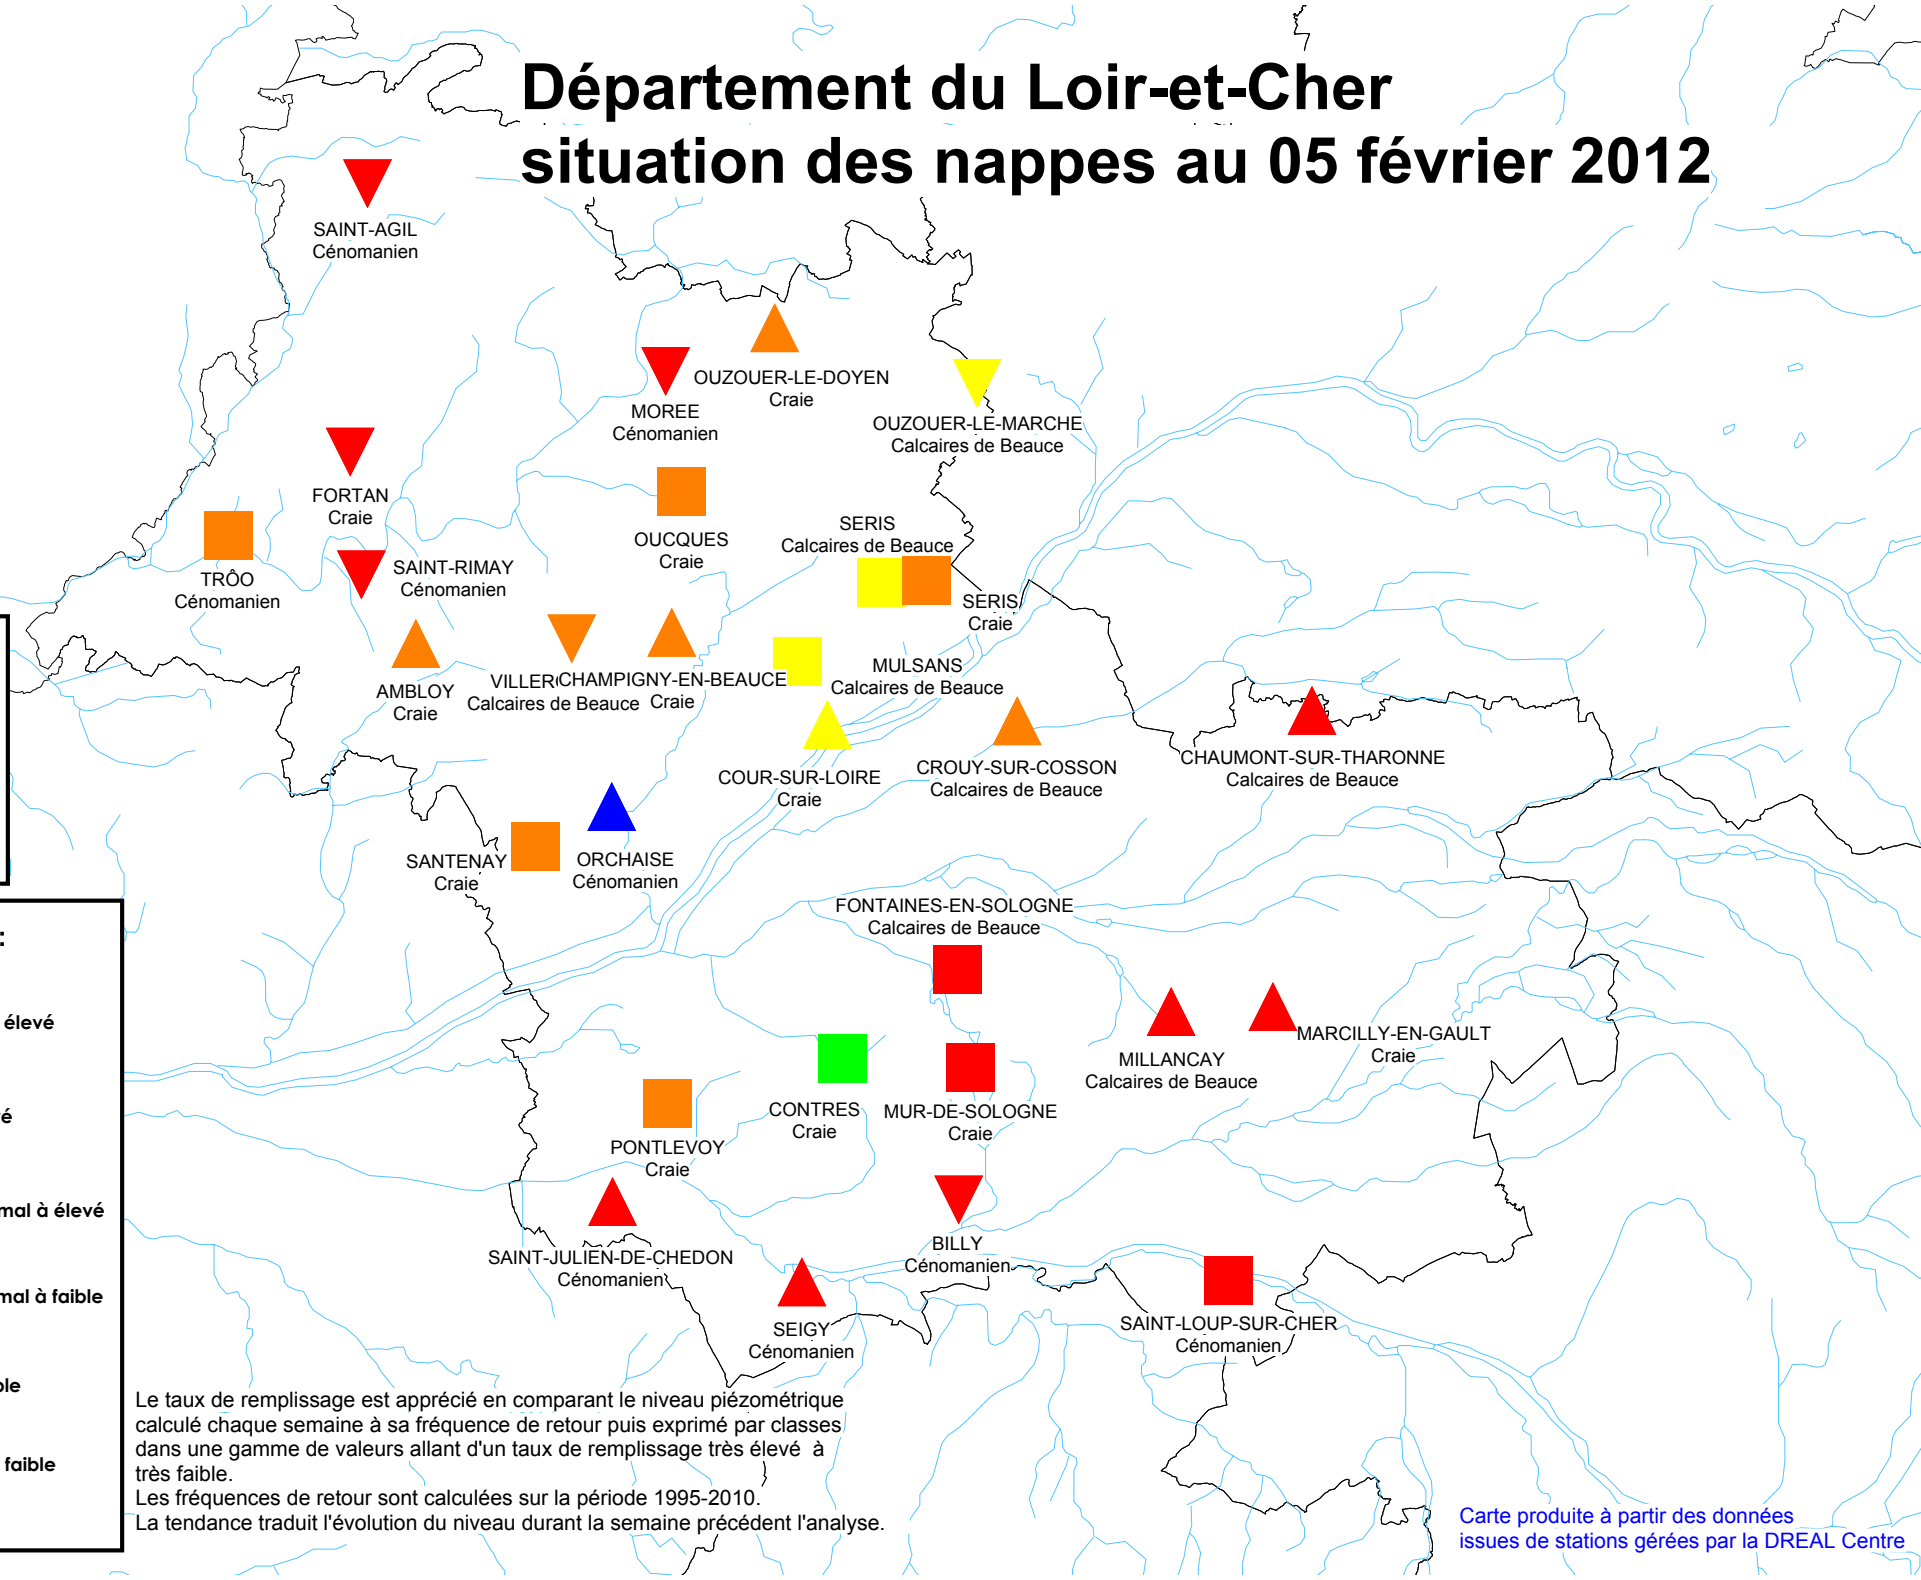 Département du Loir-et-Cher
situation des nappes au 05 février 2012
SAINT-AGIL
Cénomanien
OUZOUER-LE-DOYEN
Craie
MOREE
Cénomanien
OUZOUER-LE-MARCHE
Calcaires de Beauce
FORTAN
Craie
OUCQUES
Craie
SERIS
Calcaires de Beauce
TRÔO
Cénomanien
SAINT-RIMAY
Cénomanien
SERIS
Craie
AMBLOY
Craie
Calcaires de Beauce
CHAMPIGNY-EN-BEAUCE
Craie
MULSANS
Calcaires de Beauce
COUR-SUR-LOIRE
Craie
CROUY-SUR-COSSON
Calcaires de Beauce
CHAUMONT-SUR-THARONNE
Calcaires de Beauce
SANTENAY
Craie
ORCHAISE
Cénomanien
FONTAINES-EN-SOLOGNE
Calcaires de Beauce
MILLANCAY
Calcaires de Beauce
MARCILLY-EN-GAULT
Craie
CONTRES
Craie
MUR-DE-SOLOGNE
Craie
PONTLEVOY
Craie
SAINT-JULIEN-DE-CHEDON
Cénomanien
BILLY
Cénomanien
SEIGY
Cénomanien
SAINT-LOUP-SUR-CHER
Cénomanien
:
élevé
mal à élevé
mal à faible
faible
Le taux de remplissage est apprécié en comparant le niveau piézométrique
calculé chaque semaine à sa fréquence de retour puis exprimé par classes
dans une gamme de valeurs allant d'un taux de remplissage très élevé à
très faible.
Les fréquences de retour sont calculées sur la période 1995-2010.
La tendance traduit l'évolution du niveau durant la semaine précédent l'analyse.
Carte produite à partir des données
issues de stations gérées par la DREAL Centre